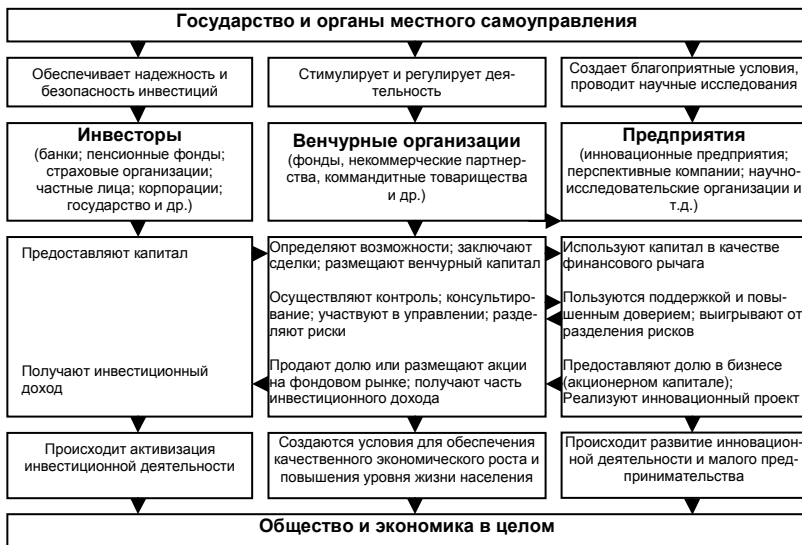 Государство и органы местного самоуправления
Обеспечивает надежность и
безопасность инвестиций
Стимулирует и регулирует дея-
тельность
Создает благоприятные условия,
проводит научные исследования
Инвесторы
(банки; пенсионные фонды;
страховые организации;
частные лица; корпорации;
государство и др.)
Венчурные организации
(фонды, некоммерческие партнер-
ства, коммандитные товарищества
и др.)
Предприятия
(инновационные предприятия;
перспективные компании; научно-
исследовательские организации и
т.д.)
Предоставляют капитал
Определяют возможности; заключают
сделки; размещают венчурный капитал
Используют капитал в качестве
финансового рычага
Осуществляют контроль; консультиро-
вание; участвуют в управлении; разде-
ляют риски
Пользуются поддержкой и повы-
шенным доверием; выигрывают от
разделения рисков
Получают инвестиционный
доход
Продают долю или размещают акции
на фондовом рынке; получают часть
инвестиционного дохода
Предоставляют долю в бизнесе
(акционерном капитале);
Реализуют инновационный проект
Происходит активизация
инвестиционной деятельности
Создаются условия для обеспечения
качественного экономического роста и
повышения уровня жизни населения
Происходит развитие инновацион-
ной деятельности и малого пред-
принимательства
Общество и экономика в целом